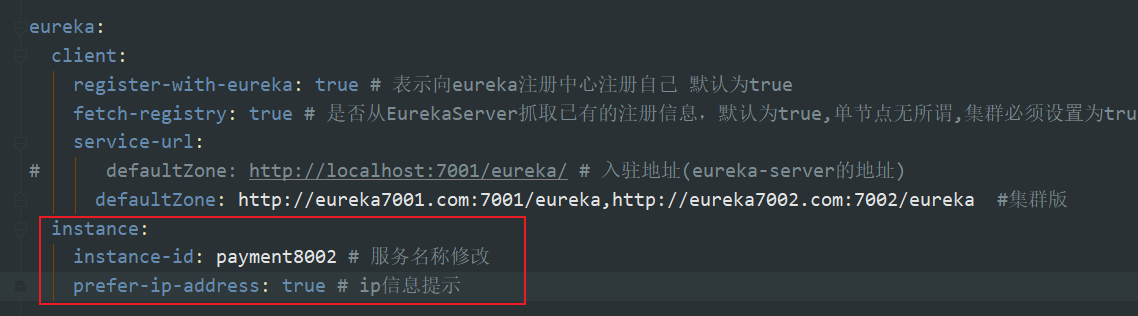 eureka:
client:
register-with-eureka: true # 表示向eureka注册中心注册自己 默认为true
fetch-registry: true # 是否从EurekaServer抓取已有的注册信息，默认为true,单节点无所谓,集群必须设置为tru
service-url:
# defaultZone: http://localhost:7001/eureka/ # 入驻地址(eureka-server的地址)
defaultZone: http://eureka7001.com:7001/eureka,http://eureka7002.com:7002/eureka #集群版
instance:
instance-id: payment8002 # 服务名称修改
prefer-ip-address: true # ip信息提示